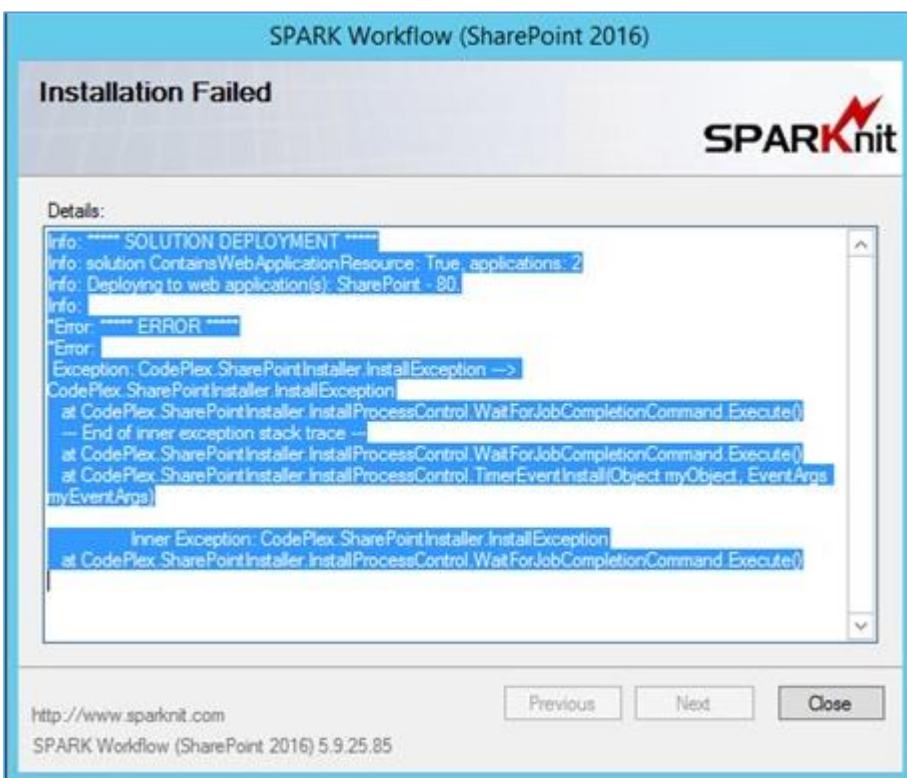 SPARK Workflow (SharePoint 2016)
Installation Failed
SPARKnit
Details:
Info: ***** SOLUTION DEPLOYMENT *****
Info: solution ContainsWebApplicationResource: True, applications: 2
Info: Deploying to web application(s): SharePoint - 80.
Info:
*Error: ***** ERROR *****
*Error:
Exception: CodePlex.SharePointInstaller.InstallException --->
CodePlex.SharePointInstaller.InstallException
at CodePlex.SharePointInstaller.InstallProcessControl.WaitForJobCompletionCommand.Execute()
--- End of inner exception stack trace ---
at CodePlex.SharePointInstaller.InstallProcessControl.WaitForJobCompletionCommand.Execute()
at CodePlex.SharePointInstaller.InstallProcessControl.TimerEventInstall(Object myObject, EventArgs
myEventArgs)
Inner Exception: CodePlex.SharePointInstaller.InstallException
at CodePlex.SharePointInstaller.InstallProcessControl.WaitForJobCompletionCommand.Execute()
Previous Next Close
http://www.sparknit.com
SPARK Workflow (SharePoint 2016) 5.9.25.85